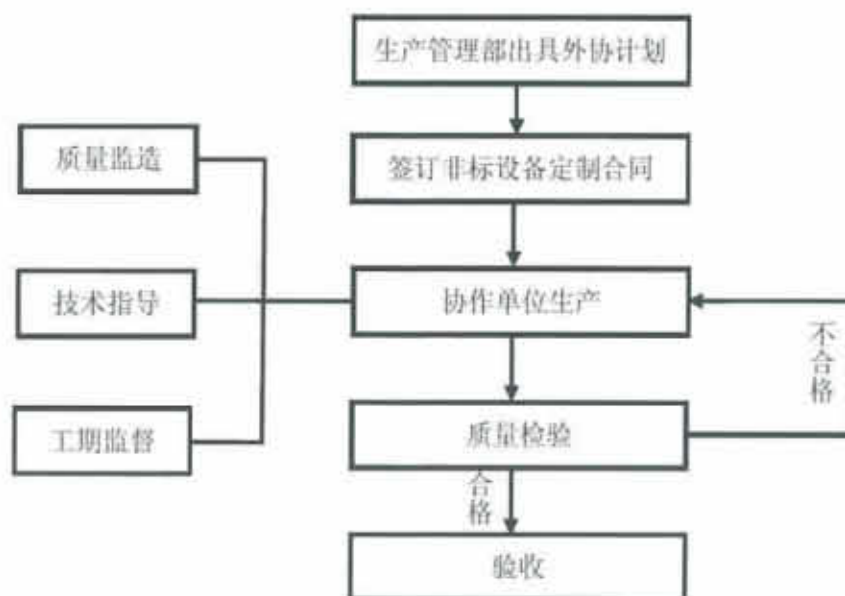 生产管理部出具外协计划
质量监造
签订非标设备定制合同
技术指导
协作单位生产
不合格
工期监督
质量检验
合格
验收